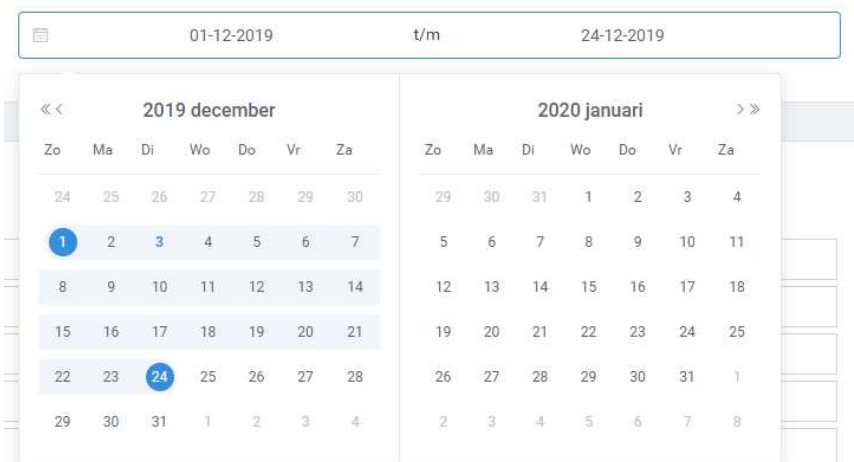 01-12-2019 t/m 24-12-2019
2019 december
Zo Ma Di Wo Do Vr Za
24 25 26 27 28 29 30
1 2 3 4 5 6 7
8 9 10 11 12 13 14
15 16 17 18 19 20 21
22 23 24 25 26 27 28
29 30 31 1 2 3 4
2020 januari
Zo Ma Di Wo Do Vr Za
29 30 31 1 2 3 4
5 6 7 8 9 10 11
12 13 14 15 16 17 18
19 20 21 22 23 24 25
26 27 28 29 30 31 1
2 3 4 5 6 7 8